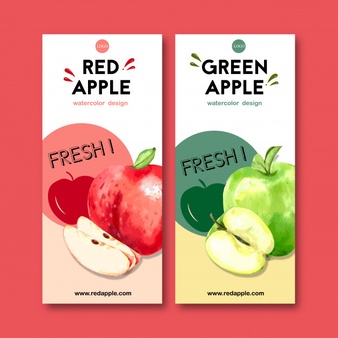 LOGO
RED
APPLE
watercolor design
FRESH !
www.redapple.com
LOGO
GREEN
APPLE
watercolor design
FRESH !
www.redapple.com